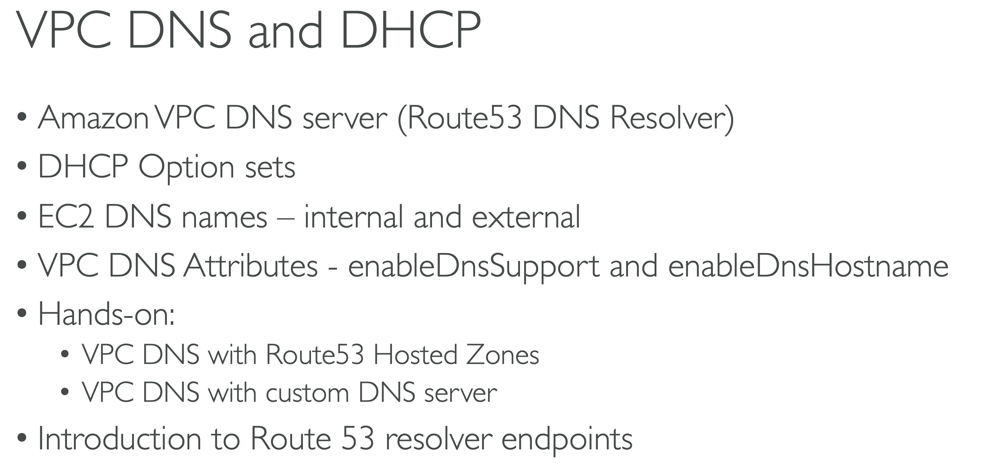 VPC DNS and DHCP
• Amazon VPC DNS server (Route53 DNS Resolver)
• DHCP Option sets
• EC2 DNS names – internal and external
• VPC DNS Attributes - enableDnsSupport and enableDnsHostname
• Hands-on:
• VPC DNS with Route53 Hosted Zones
• VPC DNS with custom DNS server
• Introduction to Route 53 resolver endpoints